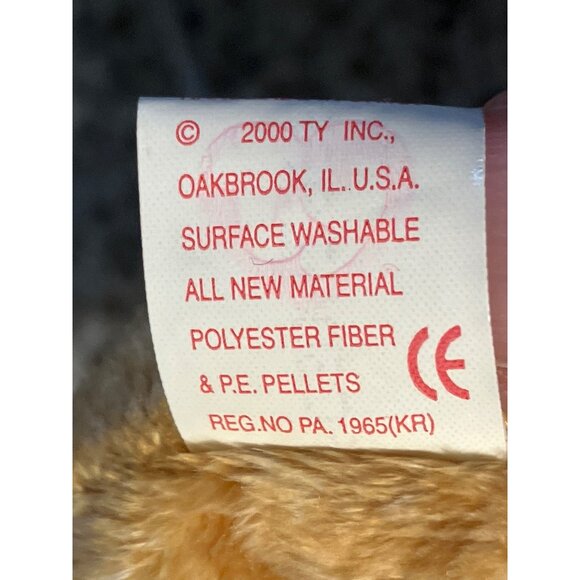 © 2000 TY INC.,
OAKBROOK, IL. U.S.A.
SURFACE WASHABLE
ALL NEW MATERIAL
POLYESTER FIBER
& P.E. PELLETS CE
REG.NO PA. 1965(KR)